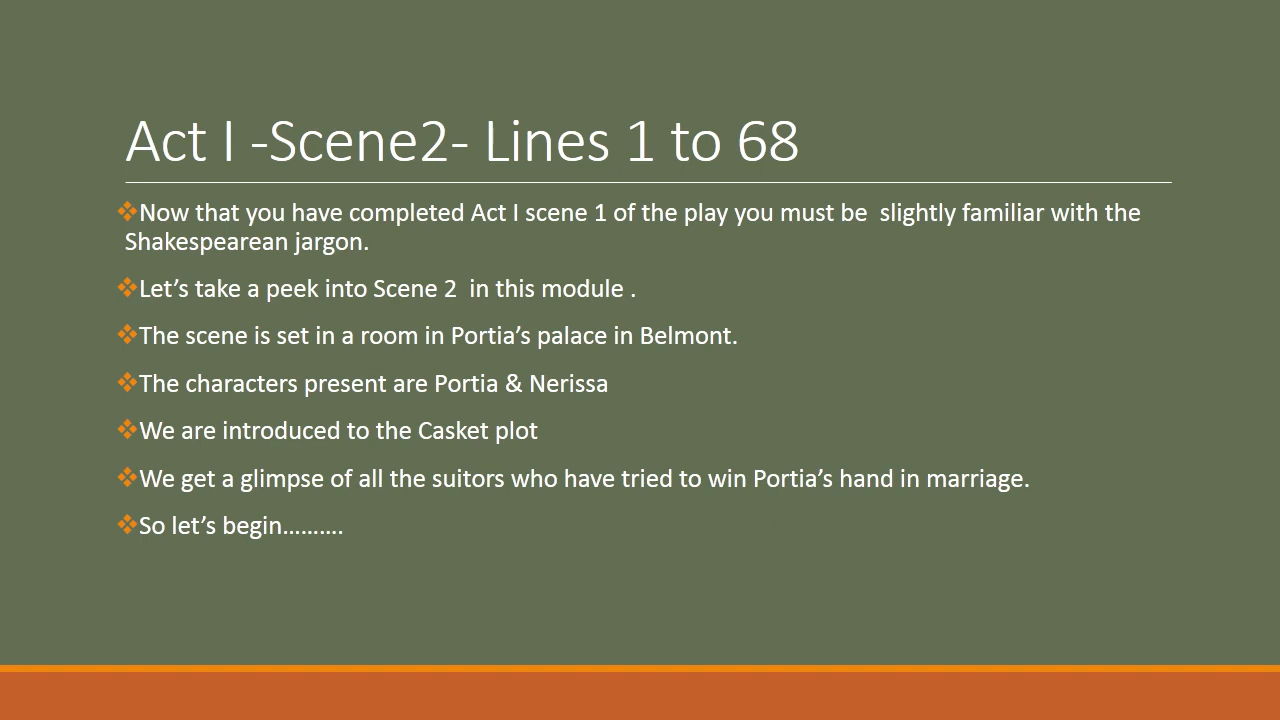 Act I -Scene2- Lines 1 to 68
❖Now that you have completed Act I scene 1 of the play you must be  slightly familiar with the
Shakespearean jargon.
❖Let’s take a peek into Scene 2  in this module .
❖The scene is set in a room in Portia’s palace in Belmont.
❖The characters present are Portia & Nerissa
❖We are introduced to the Casket plot
❖We get a glimpse of all the suitors who have tried to win Portia’s hand in marriage.
❖So let’s begin……….